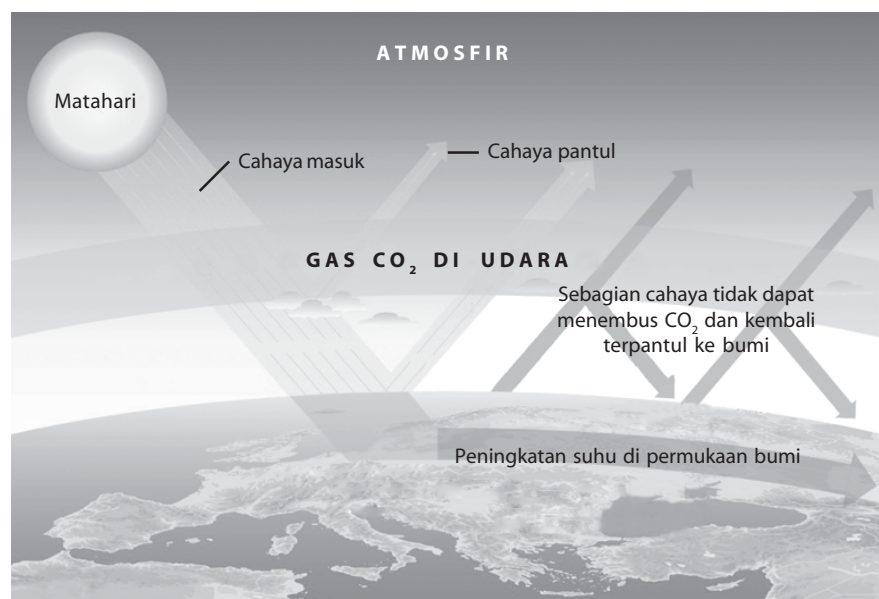 ATMOSFIR
Matahari
Cahaya masuk
Cahaya pantul
GAS CO₂ DI UDARA
Sebagian cahaya tidak dapat
menembus CO₂ dan kembali
terpantul ke bumi
Peningkatan suhu di permukaan bumi